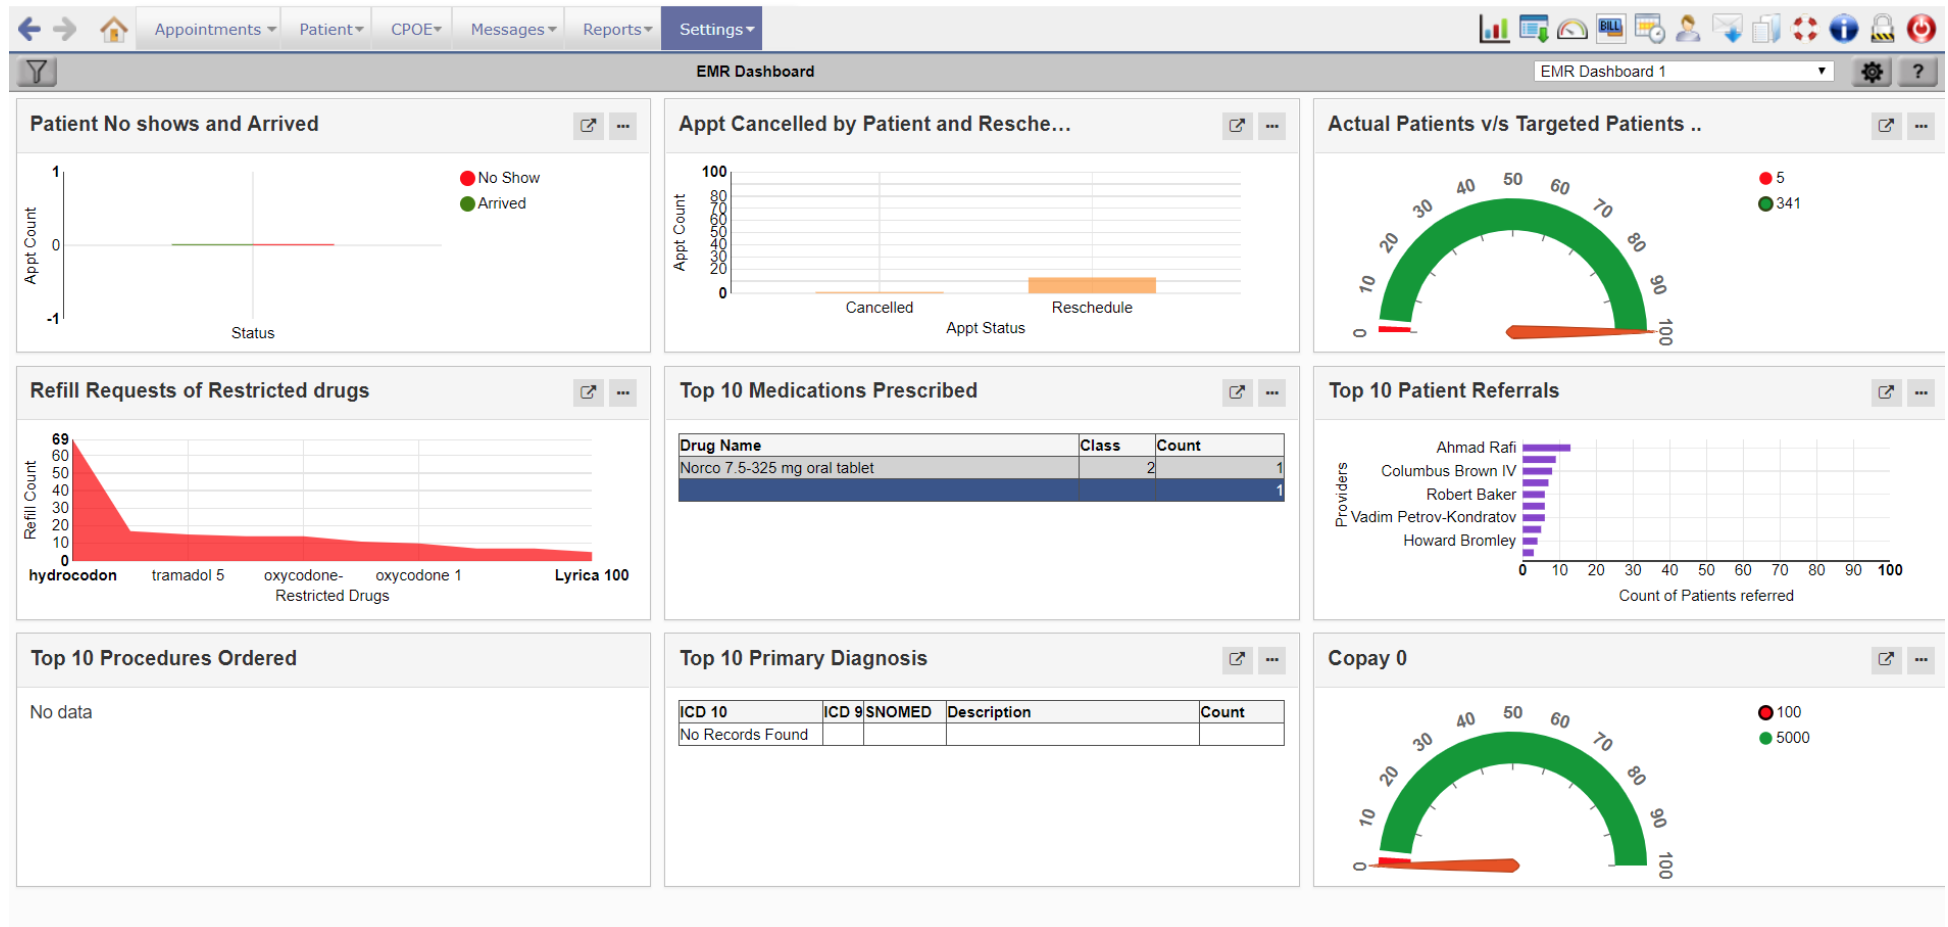 Appointments Patient CPOE Messages Reports Settings
BILL
EMR Dashboard
EMR Dashboard 1
?
Patient No shows and Arrived
Appt Count
1
0
-1
Status
No Show
Arrived
Appt Cancelled by Patient and Resche...
Appt Count
100
80
70
60
50
40
30
20
0
Cancelled Reschedule
Appt Status
Actual Patients v/s Targeted Patients ..
0 10 20 30 40 50 60 70 80 90 100
5
341
Refill Requests of Restricted drugs
Refill Count
69
60
50
40
30
20
10
0
hydrocodon tramadol 5 oxycodone- oxycodone 1 Lyrica 100
Restricted Drugs
Top 10 Medications Prescribed
Drug Name Class Count
Norco 7.5-325 mg oral tablet 2 1
1
Top 10 Patient Referrals
Providers
Ahmad Rafi
Columbus Brown IV
Robert Baker
Vadim Petrov-Kondratov
Howard Bromley
0 10 20 30 40 50 60 70 80 90 100
Count of Patients referred
Top 10 Procedures Ordered
No data
Top 10 Primary Diagnosis
ICD 10 ICD 9 SNOMED Description Count
No Records Found
Copay 0
0 10 20 30 40 50 60 70 80 90 100
100
5000